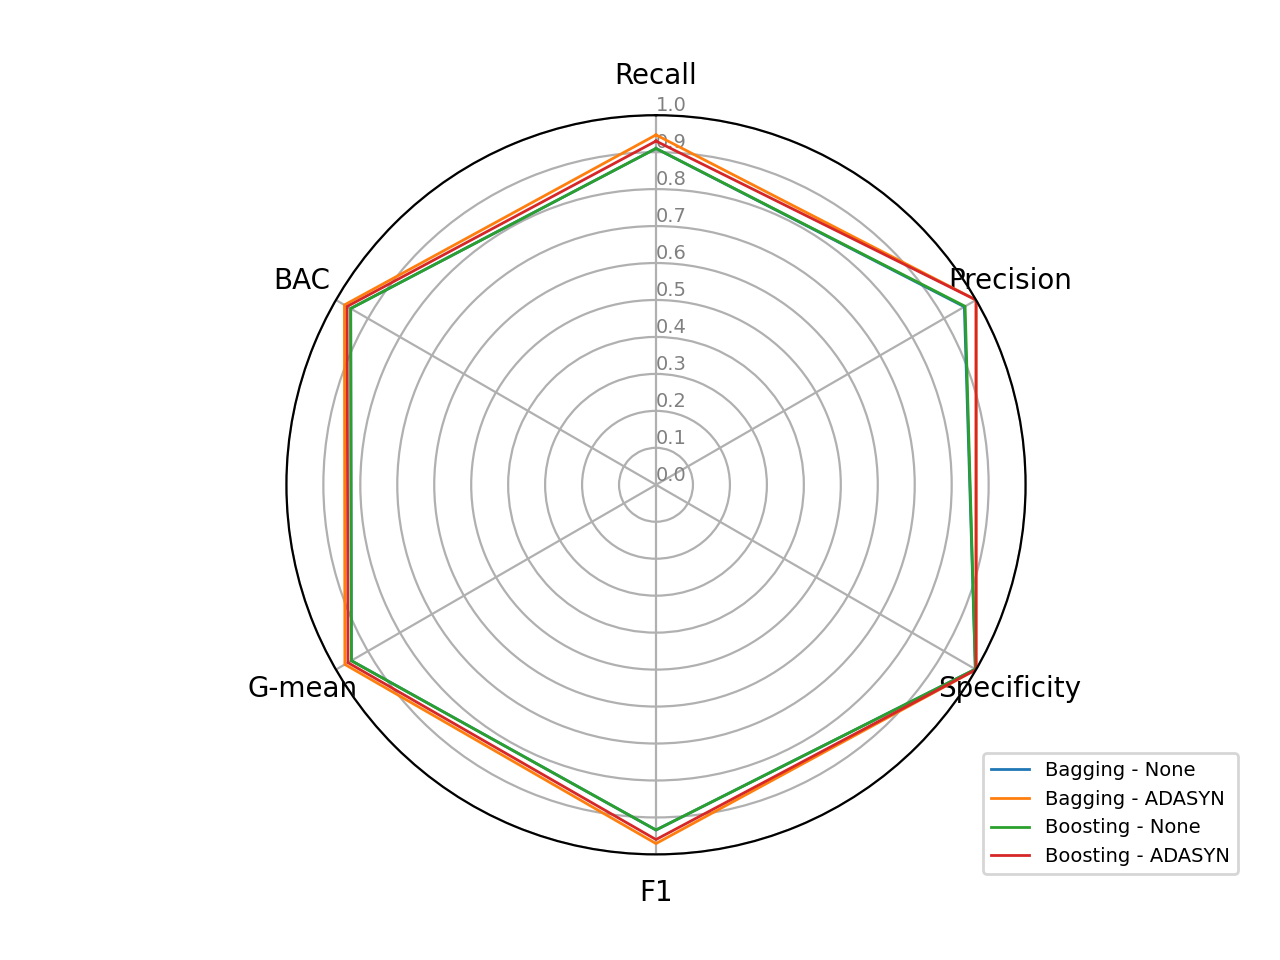 Recall
1.0
0.9
0.8
0.7
0.6
0.5
0.4
0.3
0.2
0.1
0.0
BAC
Precision
G-mean
Specificity
F1
Bagging - None
Bagging - ADASYN
Boosting - None
Boosting - ADASYN